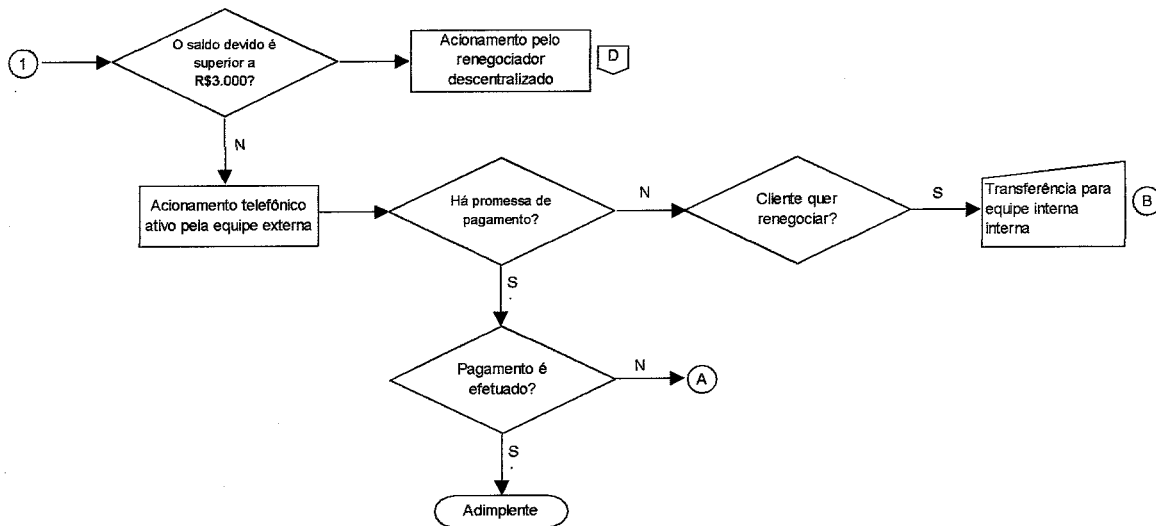 1
O saldo devido é
superior a
R$3.000?
Acionamento pelo
renegociador
descentralizado
D
N
Acionamento telefônico
ativo pela equipe externa
Há promessa de
pagamento?
N
Cliente quer
renegociar?
S
Transferência para
equipe interna
interna
B
S
Pagamento é
efetuado?
N
A
S
Adimplente